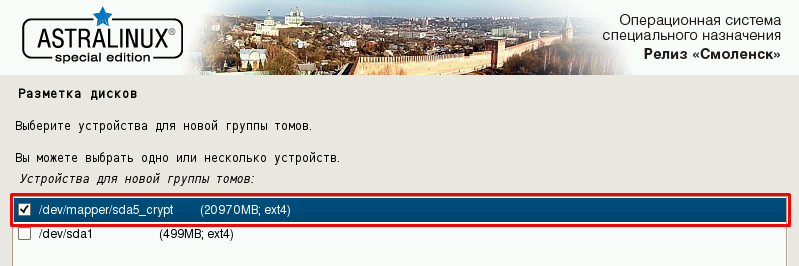 ASTRALINUX®
special edition
Операционная система
специального назначения
Релиз «Смоленск»
Разметка дисков
Выберите устройства для новой группы томов.
Вы можете выбрать одно или несколько устройств.
Устройства для новой группы томов:
/dev/mapper/sda5_crypt (20970MB; ext4)
/dev/sda1 (499MB; ext4)